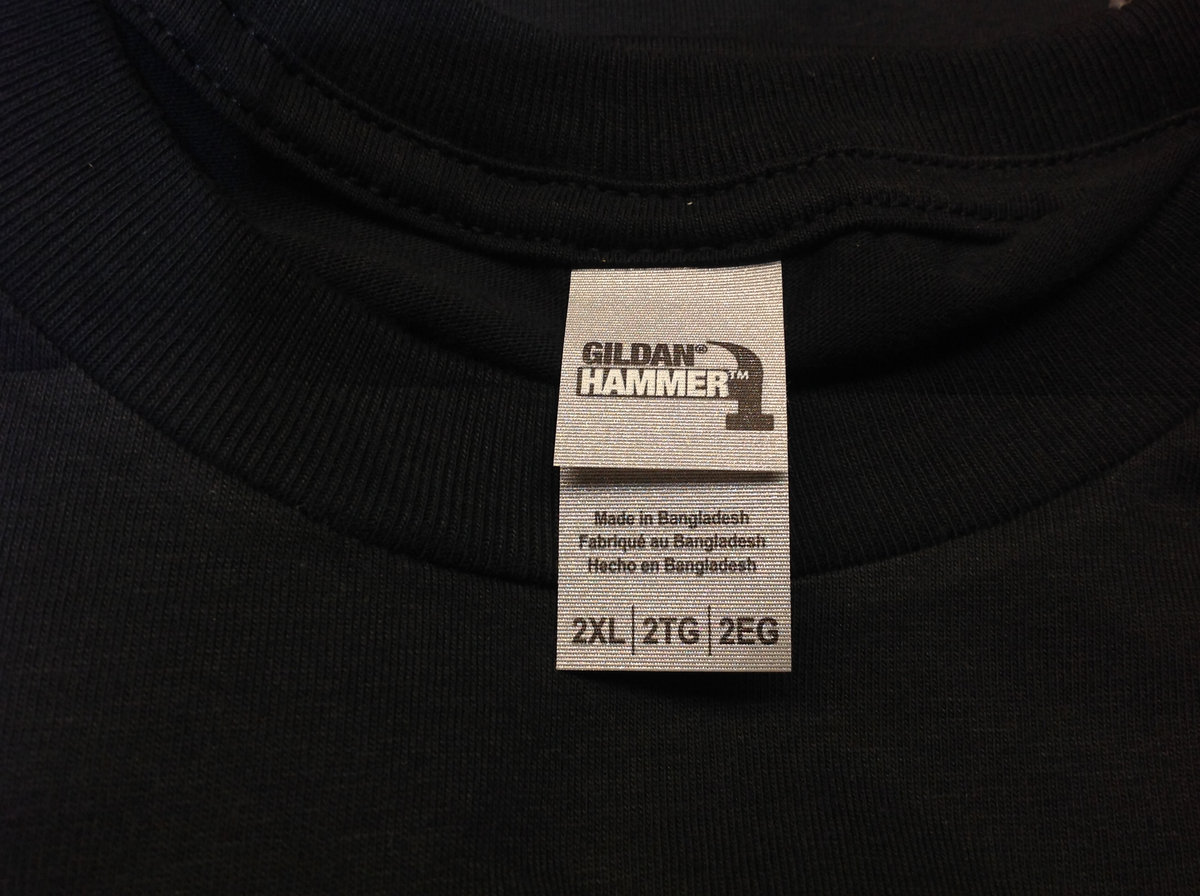 GILDAN®
HAMMER™
Made in Bangladesh
Fabriqué au Bangladesh
Hecho en Bangladesh
2XL | 2TG | 2EG